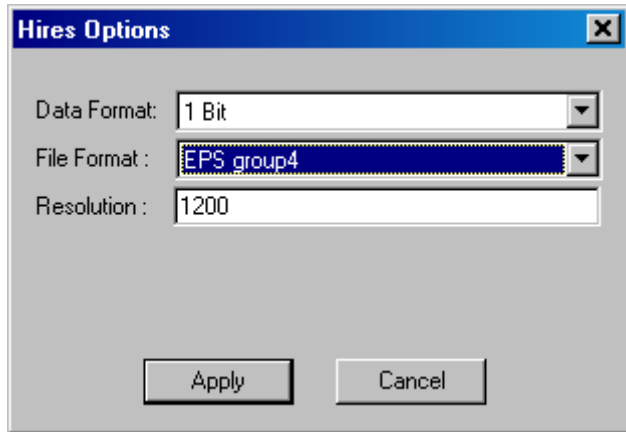 Hires Options
Data Format: 1 Bit
File Format : EPS group4
Resolution : 1200
Apply Cancel